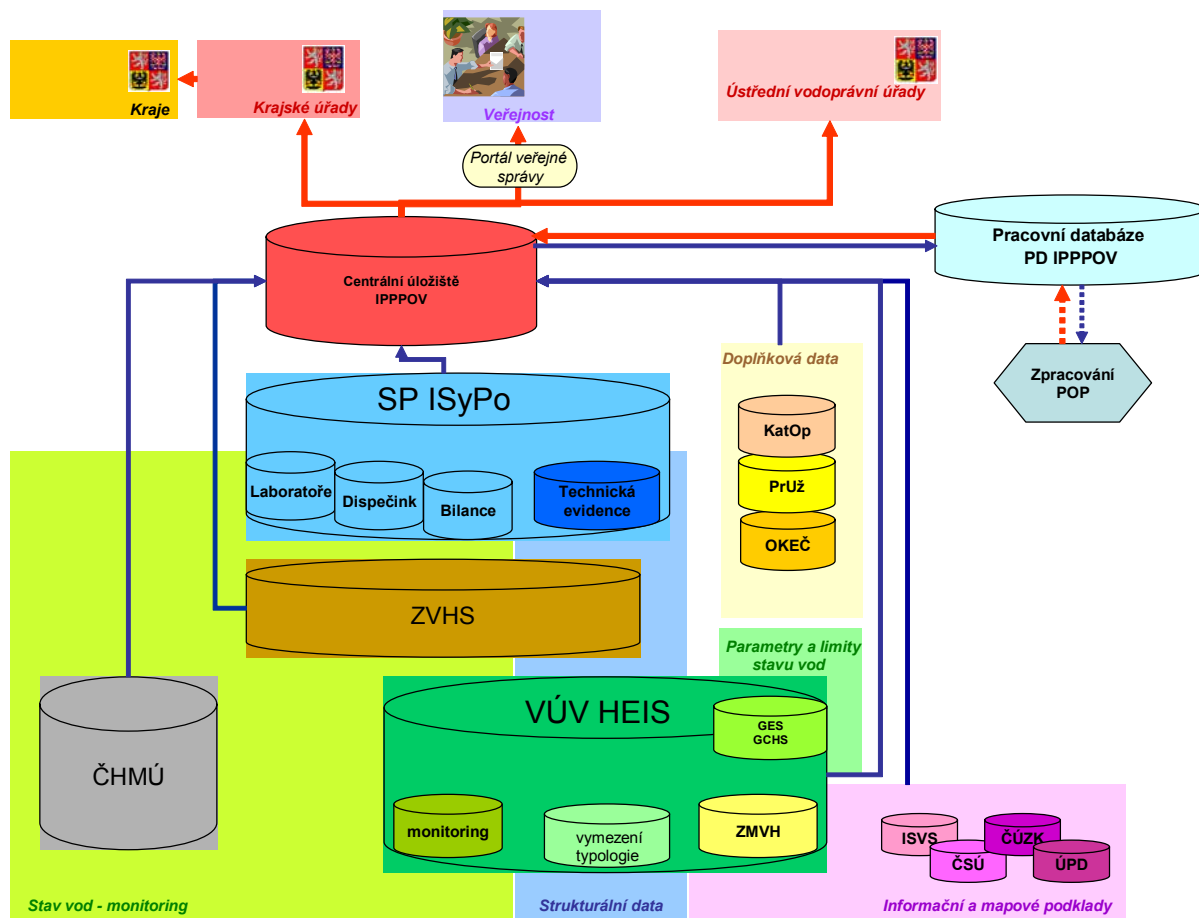 Kraje
Krajské úřady
Veřejnost
Ústřední vodoprávní úřady
Portál veřejné
správy
Pracovní databáze
PD IPPPOV
Centrální úložiště
IPPPOV
Zpracování
POP
Doplňková data
KatOp
PrUž
OKEČ
SP ISyPo
Laboratoře
Dispečink
Bilance
Technická
evidence
ZVHS
Parametry a limity
stavu vod
ČHMÚ
VÚV HEIS
GES
GCHS
monitoring
vymezení
typologie
ZMVH
ISVS
ČSÚ
ČÚZK
ÚPD
Stav vod - monitoring
Strukturální data
Informační a mapové podklady